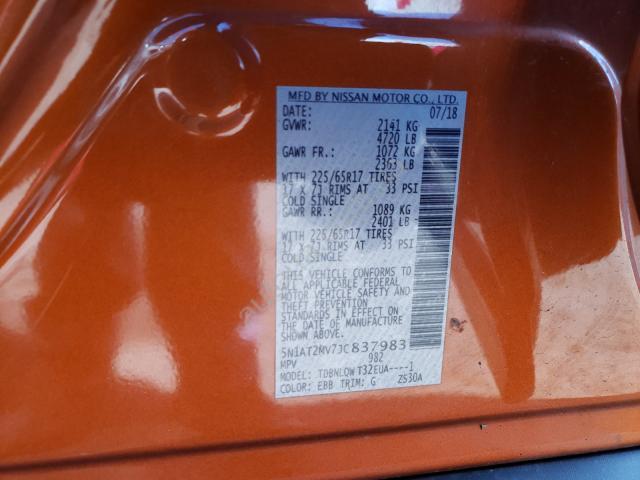 MFD BY NISSAN MOTOR CO., LTD.
DATE: 07/18
GVWR: 2141 KG
4720 LB
GAWR FR.: 1072 KG
2363 LB
WITH 225/65R17 TIRES
17 X 7J RIMS AT 33 PSI
COLD SINGLE
GAWR RR.: 1089 KG
2401 LB
WITH 225/65R17 TIRES
17 X 7J RIMS AT 33 PSI
COLD SINGLE
THIS VEHICLE CONFORMS TO
ALL APPLICABLE FEDERAL
MOTOR VEHICLE SAFETY AND
THEFT PREVENTION
STANDARDS IN EFFECT ON
THE DATE OF MANUFACTURE
SHOWN ABOVE.
5N1AT2MV7JC837983
MPV 982
MODEL: TDBNLQWT32EUA----1
COLOR: EBB TRIM: G ZS30A